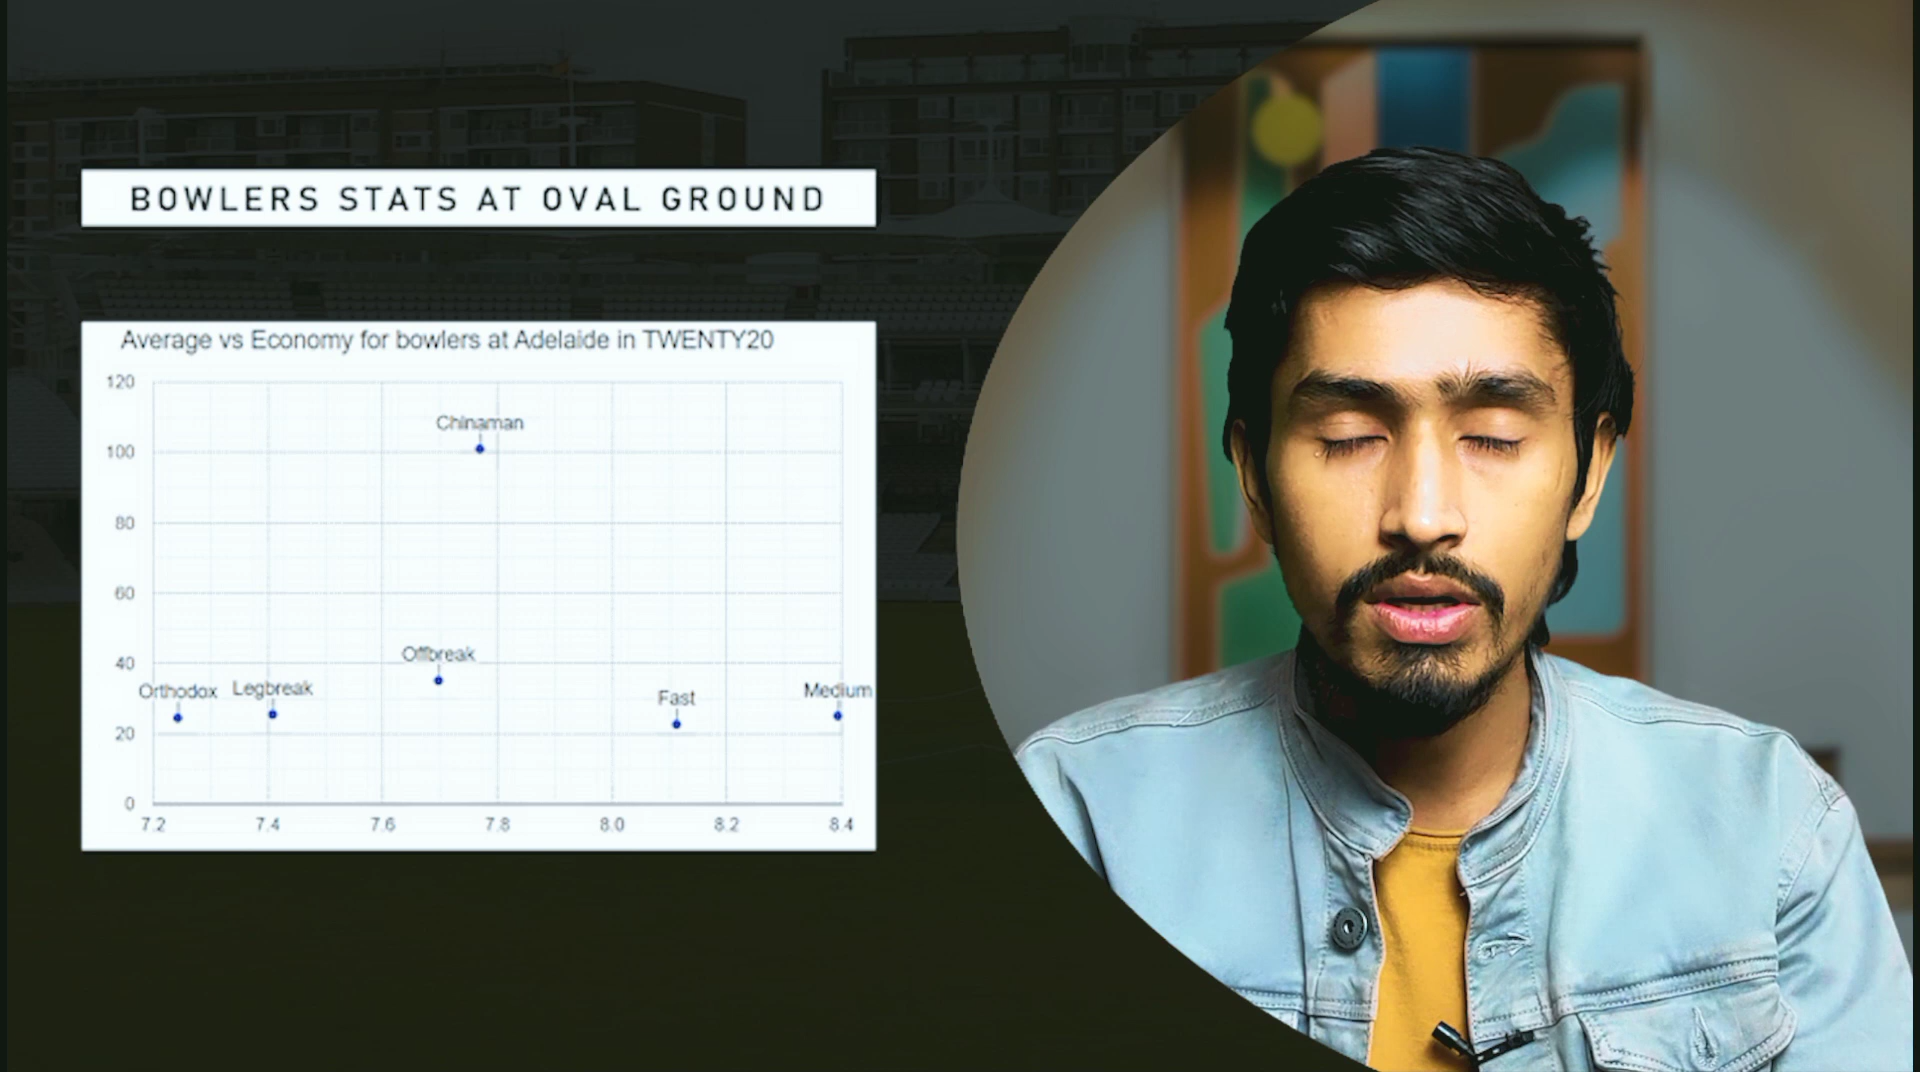 BOWLERS STATS AT OVAL GROUND
Average vs Economy for bowlers at Adelaide in TWENTY20
120
Chinaman
100
80
60
Offbreak
40
Orthodox Legbreak Fast Medium
20
0
7.2 7.4 7.6 7.8 8.0 8.2 8.4